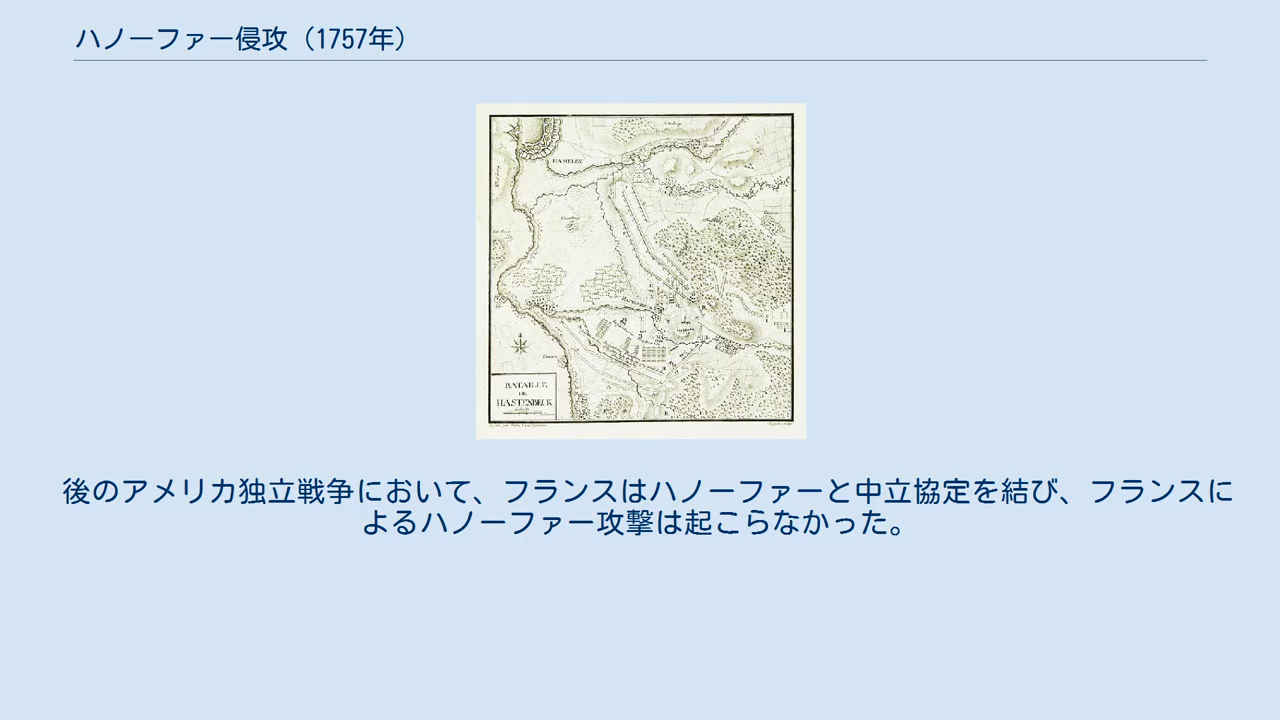 ハノーファー侵攻（1757年）
HAMELEN
BATAILLE
DE
HASTENBECK
後のアメリカ独立戦争において、フランスはハノーファーと中立協定を結び、フランスに
よるハノーファー攻撃は起こらなかった。